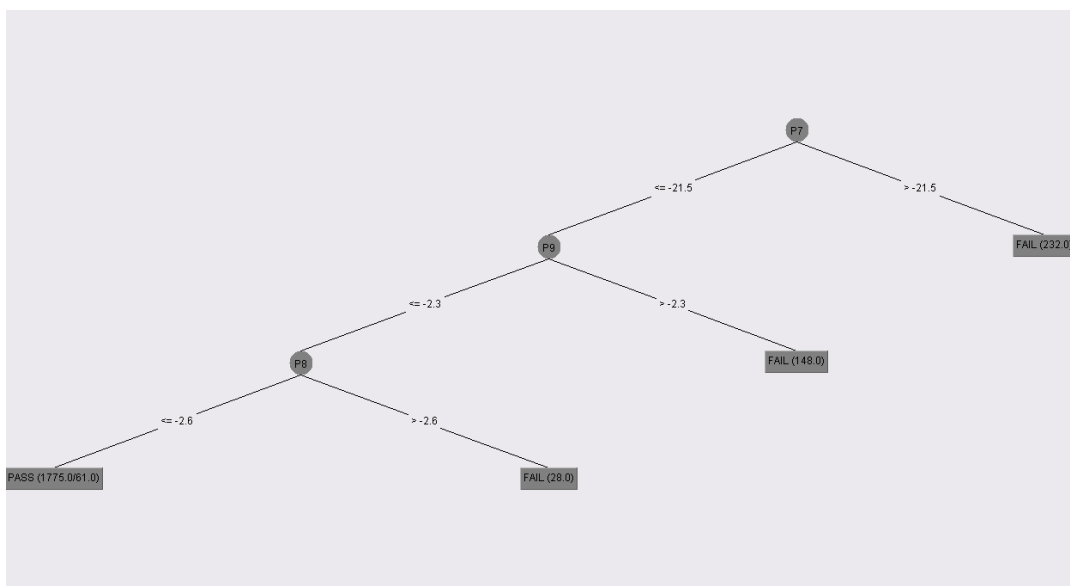 P7
<= -21.5
> -21.5
P9
FAIL (232.0)
<= -2.3
> -2.3
P8
FAIL (148.0)
<= -2.6
> -2.6
PASS (1775.0/61.0)
FAIL (28.0)